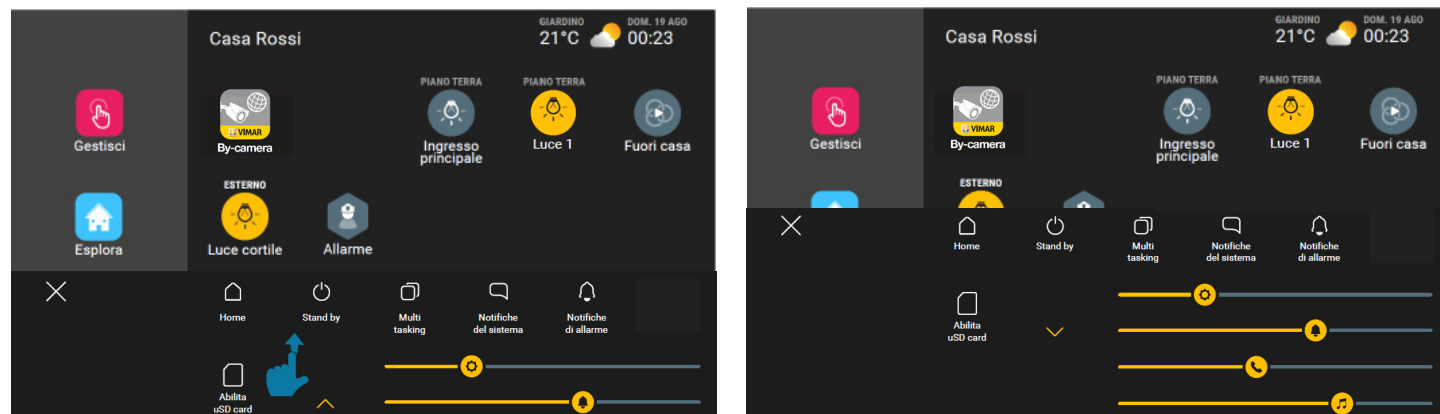 Casa Rossi
GIARDINO
21°C
DOM. 19 AGO
00:23
Gestisci
VIMAR
By-camera
PIANO TERRA
Ingresso
principale
PIANO TERRA
Luce 1
Fuori casa
Esplora
ESTERNO
Luce cortile
Allarme
Home
Stand by
Multi
tasking
Notifiche
del sistema
Notifiche
di allarme
Abilita
uSD card
Casa Rossi
GIARDINO
21°C
DOM. 19 AGO
00:23
Gestisci
VIMAR
By-camera
PIANO TERRA
Ingresso
principale
PIANO TERRA
Luce 1
Fuori casa
ESTERNO
Home
Stand by
Multi
tasking
Notifiche
del sistema
Notifiche
di allarme
Abilita
uSD card